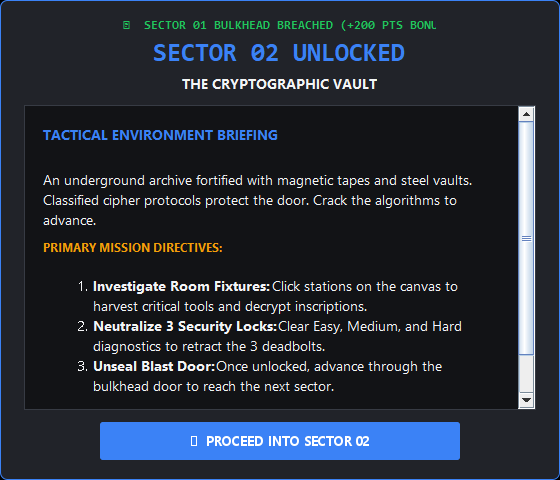 SECTOR 01 BULKHEAD BREACHED (+200 PTS BONU
SECTOR 02 UNLOCKED
THE CRYPTOGRAPHIC VAULT
TACTICAL ENVIRONMENT BRIEFING
An underground archive fortified with magnetic tapes and steel vaults.
Classified cipher protocols protect the door. Crack the algorithms to
advance.
PRIMARY MISSION DIRECTIVES:
1. Investigate Room Fixtures: Click stations on the canvas to
harvest critical tools and decrypt inscriptions.
2. Neutralize 3 Security Locks: Clear Easy, Medium, and Hard
diagnostics to retract the 3 deadbolts.
3. Unseal Blast Door: Once unlocked, advance through the
bulkhead door to reach the next sector.
PROCEED INTO SECTOR 02